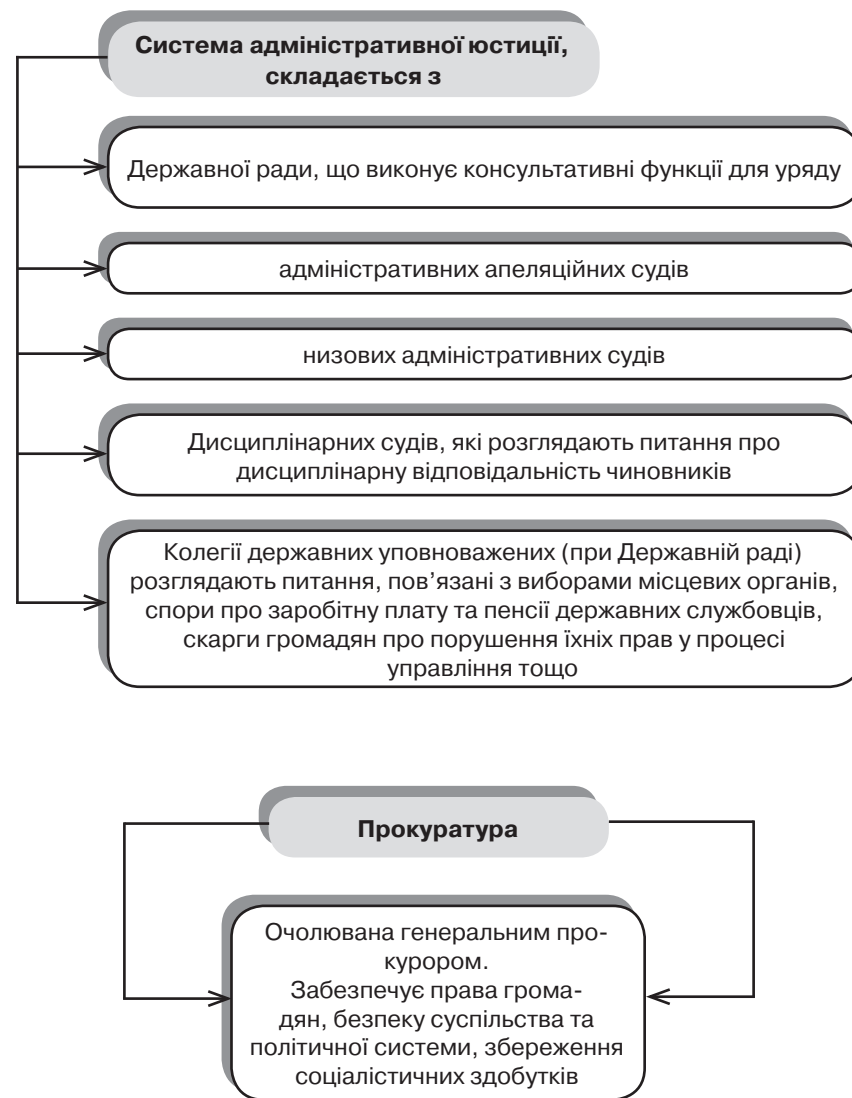 Система адміністративної юстиції,
складається з
Державної ради, що виконує консультативні функції для уряду
адміністративних апеляційних судів
низових адміністративних судів
Дисциплінарних судів, які розглядають питання про
дисциплінарну відповідальність чиновників
Колегії державних уповноважених (при Державній раді)
розглядають питання, пов’язані з виборами місцевих органів,
спори про заробітну плату та пенсії державних службовців,
скарги громадян про порушення їхніх прав у процесі
управління тощо
Прокуратура
Очолювана генеральним про-
курором.
Забезпечує права грома-
дян, безпеку суспільства та
політичної системи, збереження
соціалістичних здобутків